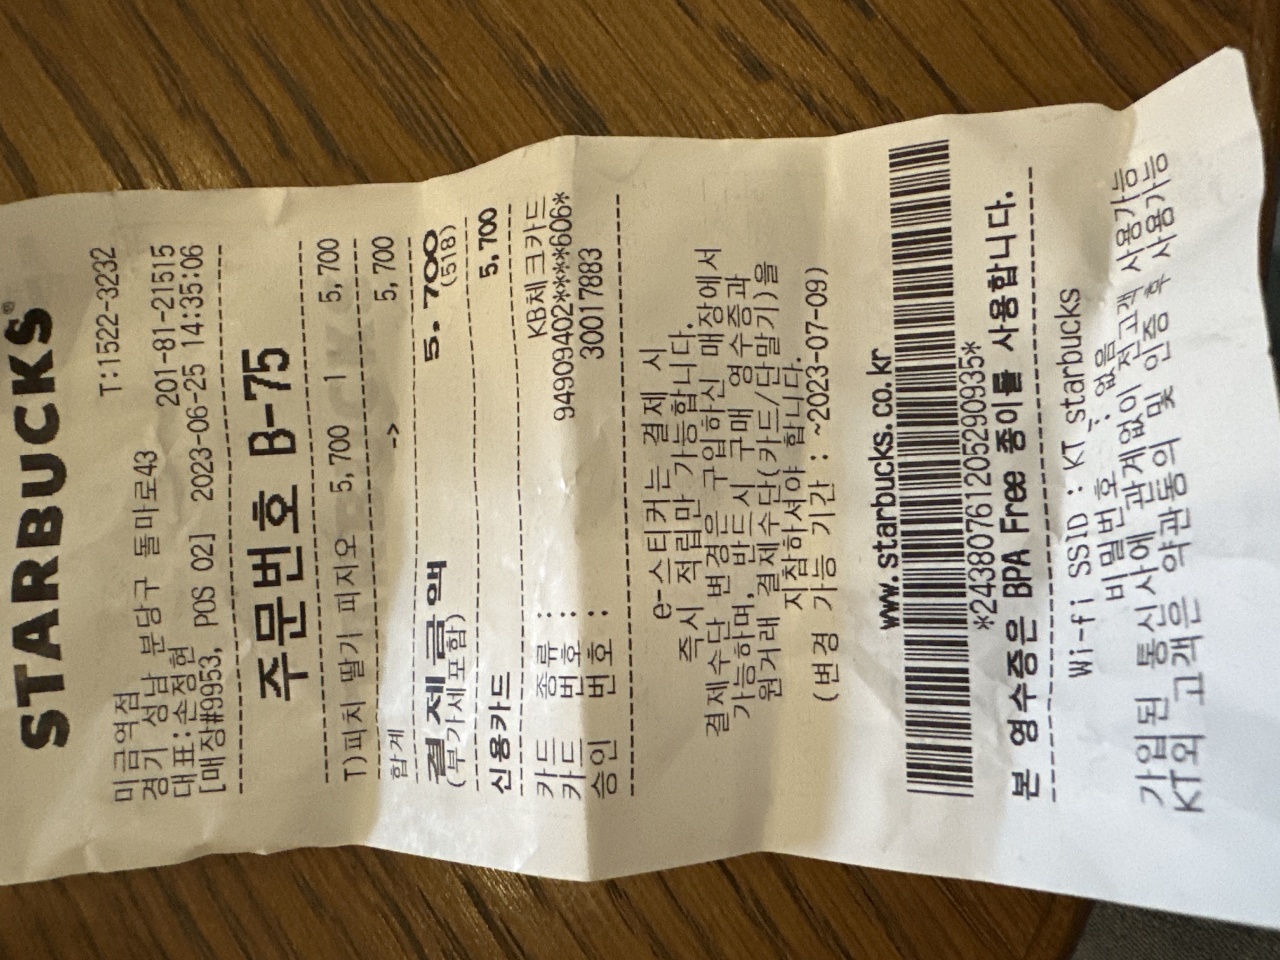 STARBUCKS®
미금역점 T:1522-3232
경기 성남 분당구 돌마로43
대표:손정현 201-81-21515
[매장#9953, POS 02] 2023-06-25 14:35:06
주문번호 B-75
T)피치 딸기 피지오 5,700 1 5,700
->
합계 5,700
결제금액 5,700
(부가세포함) (518)
신용카드 5,700
카드 종류 : KB체크카드
카드 번호 : 94909402****606*
승인 번호 : 30017883
e-스티커는 결제 시
즉시 적립만 가능합니다.
결제수단 변경은 구입하신 매장에서
가능하며, 반드시 구매 영수증과
원거래 결제수단(카드/단말기)을
지참하셔야 합니다.
(변경 가능 기간 : ~2023-07-09)
www.starbucks.co.kr
*24380761205290935*
본 영수증은 BPA Free 종이를 사용합니다.
Wi-fi SSID : KT_starbucks
비밀번호 : 없음
가입된 통신사에 관계없이 전고객 사용가능
KT외 고객은 약관동의 및 인증 후 사용가능